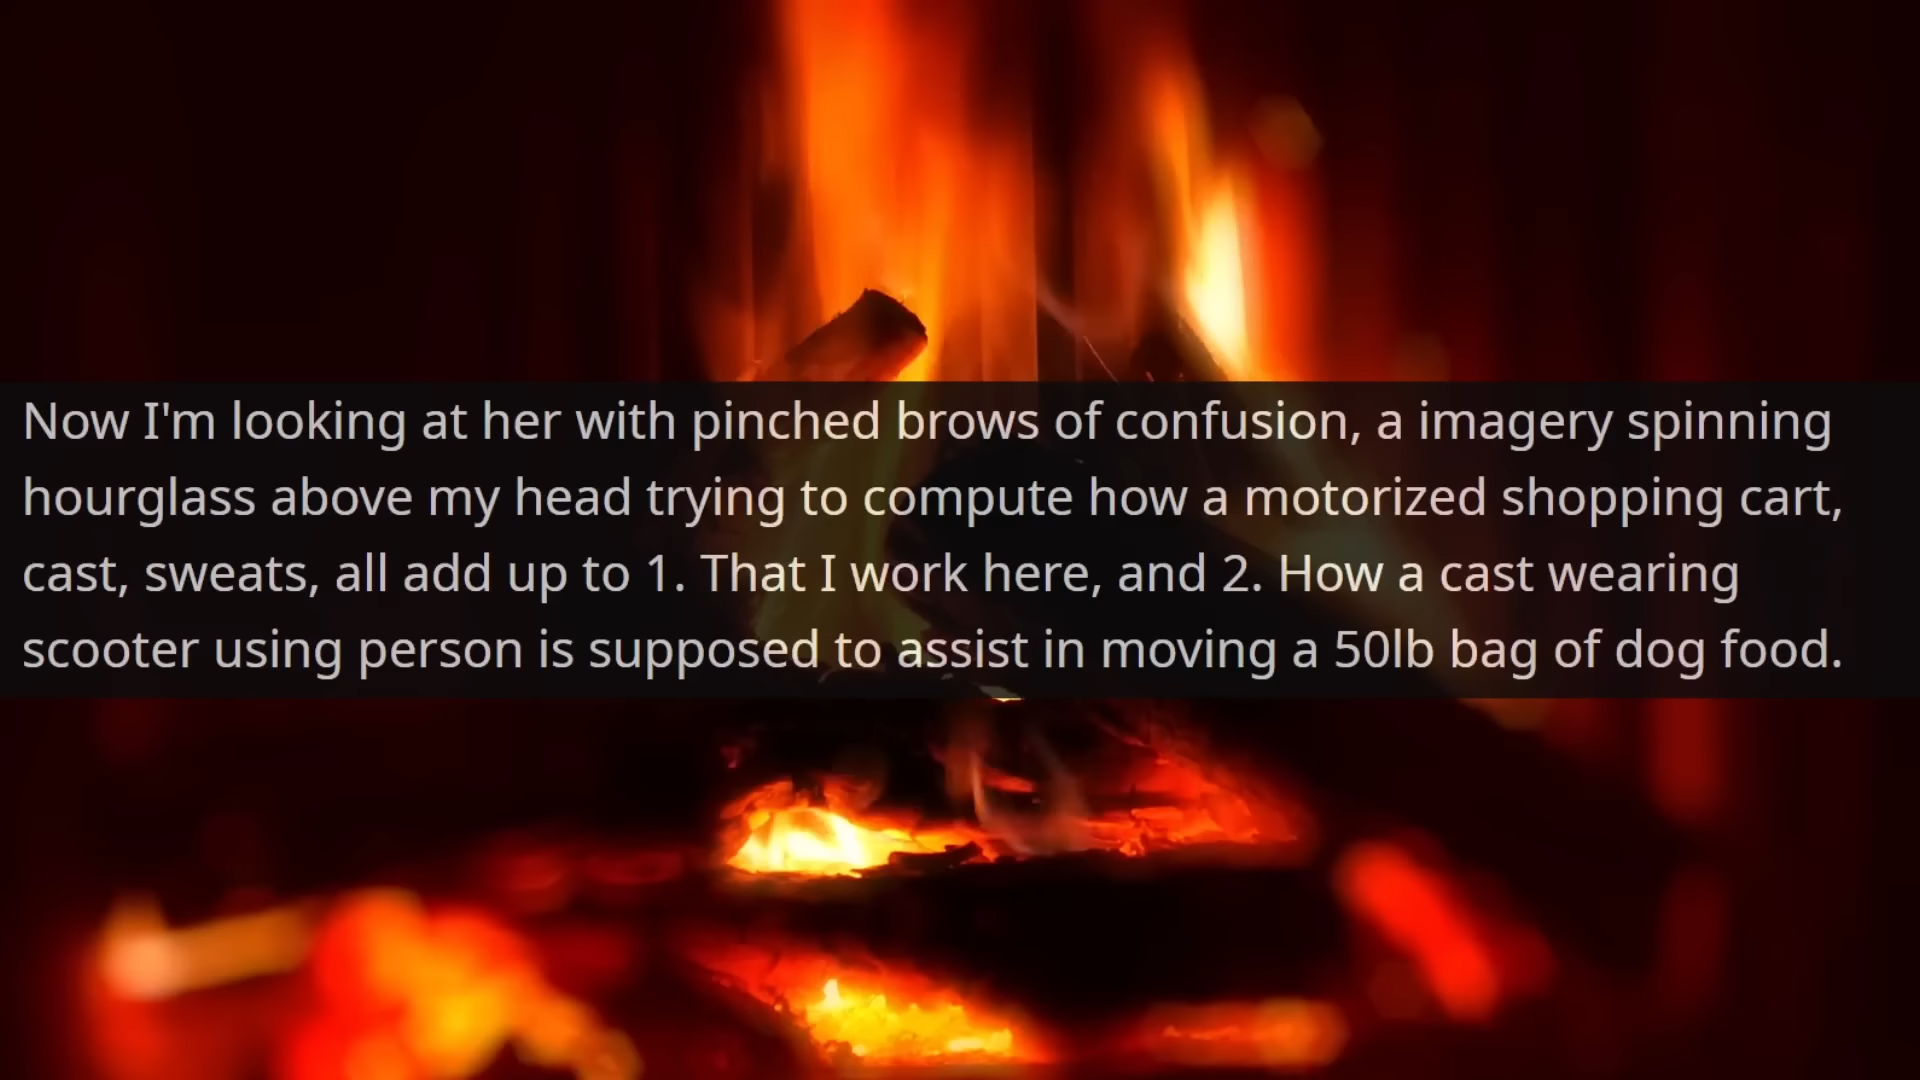 Now I'm looking at her with pinched brows of confusion, a imagery spinning
hourglass above my head trying to compute how a motorized shopping cart,
cast, sweats, all add up to 1. That I work here, and 2. How a cast wearing
scooter using person is supposed to assist in moving a 50lb bag of dog food.